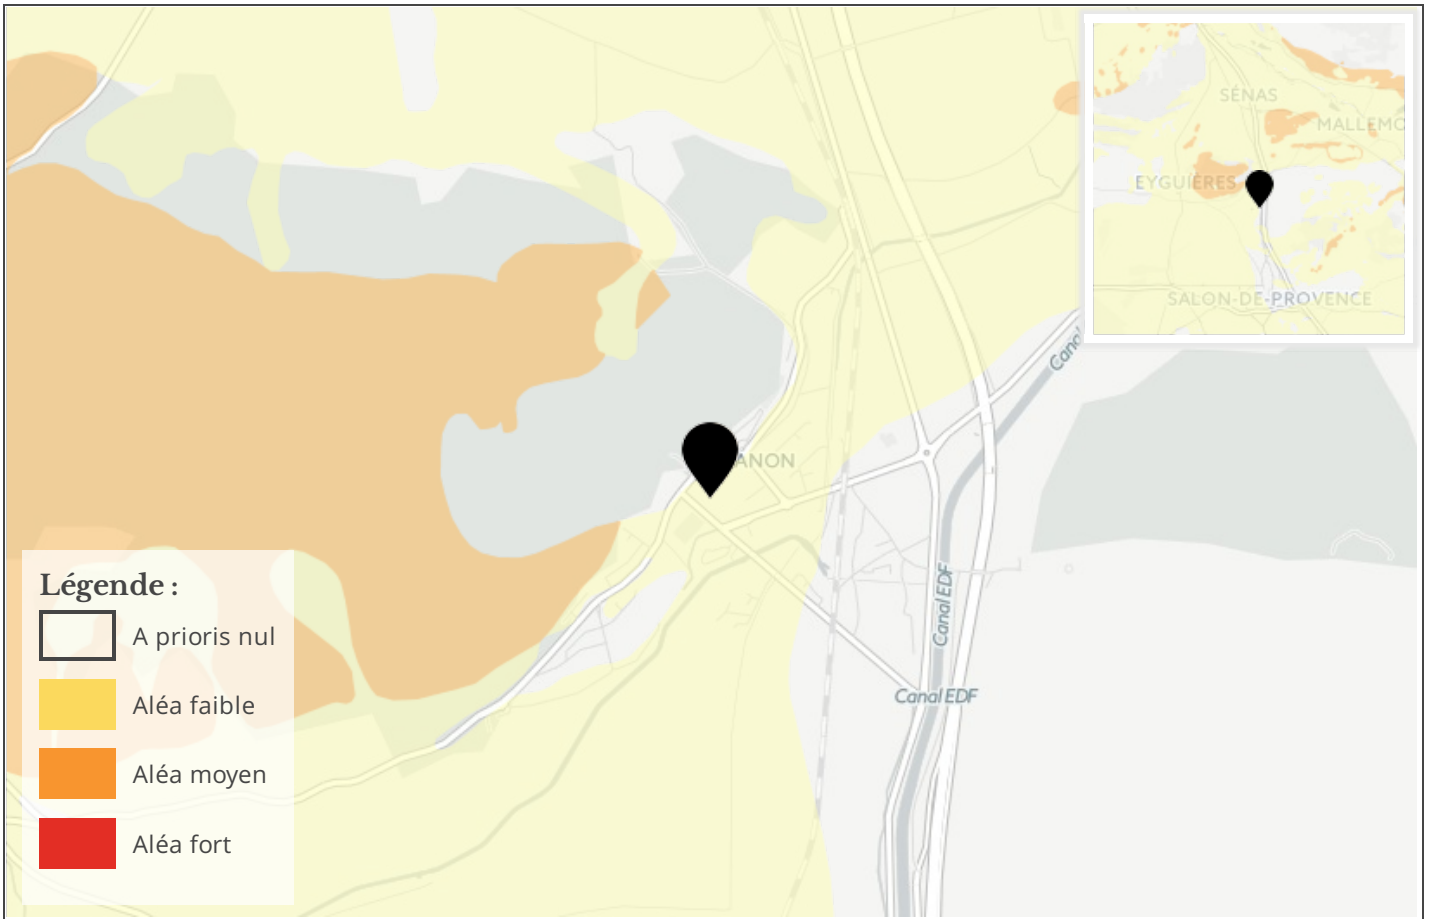 SÉNAS
MALLEMO
EYGUIÈRES
SALON-DE-PROVENCE
Canal
ANON
Canal EDF
Canal EDF
Légende :
A prioris nul
Aléa faible
Aléa moyen
Aléa fort